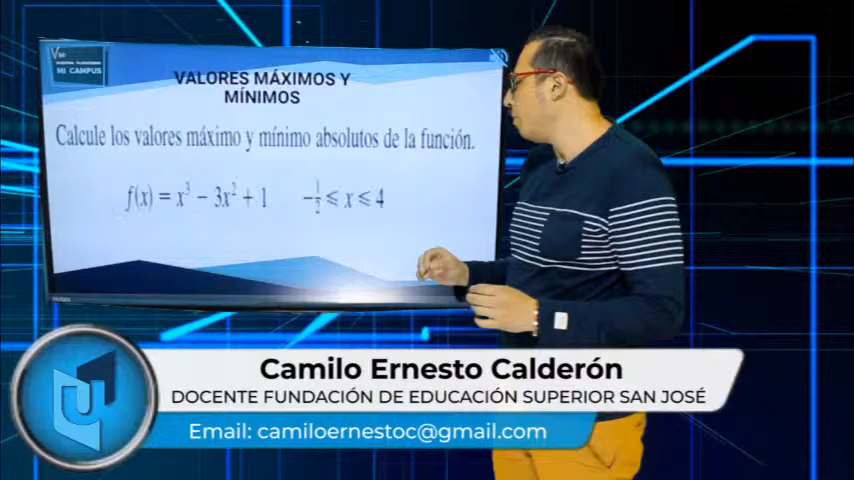 MI CAMPUS
VALORES MÁXIMOS Y
MÍNIMOS
Calcule los valores máximo y mínimo absolutos de la función.
f(x) = x³ − 3x² + 1     −1/2 ⩽ x ⩽ 4
Camilo Ernesto Calderón
DOCENTE FUNDACIÓN DE EDUCACIÓN SUPERIOR SAN JOSÉ
Email: camiloernestoc@gmail.com